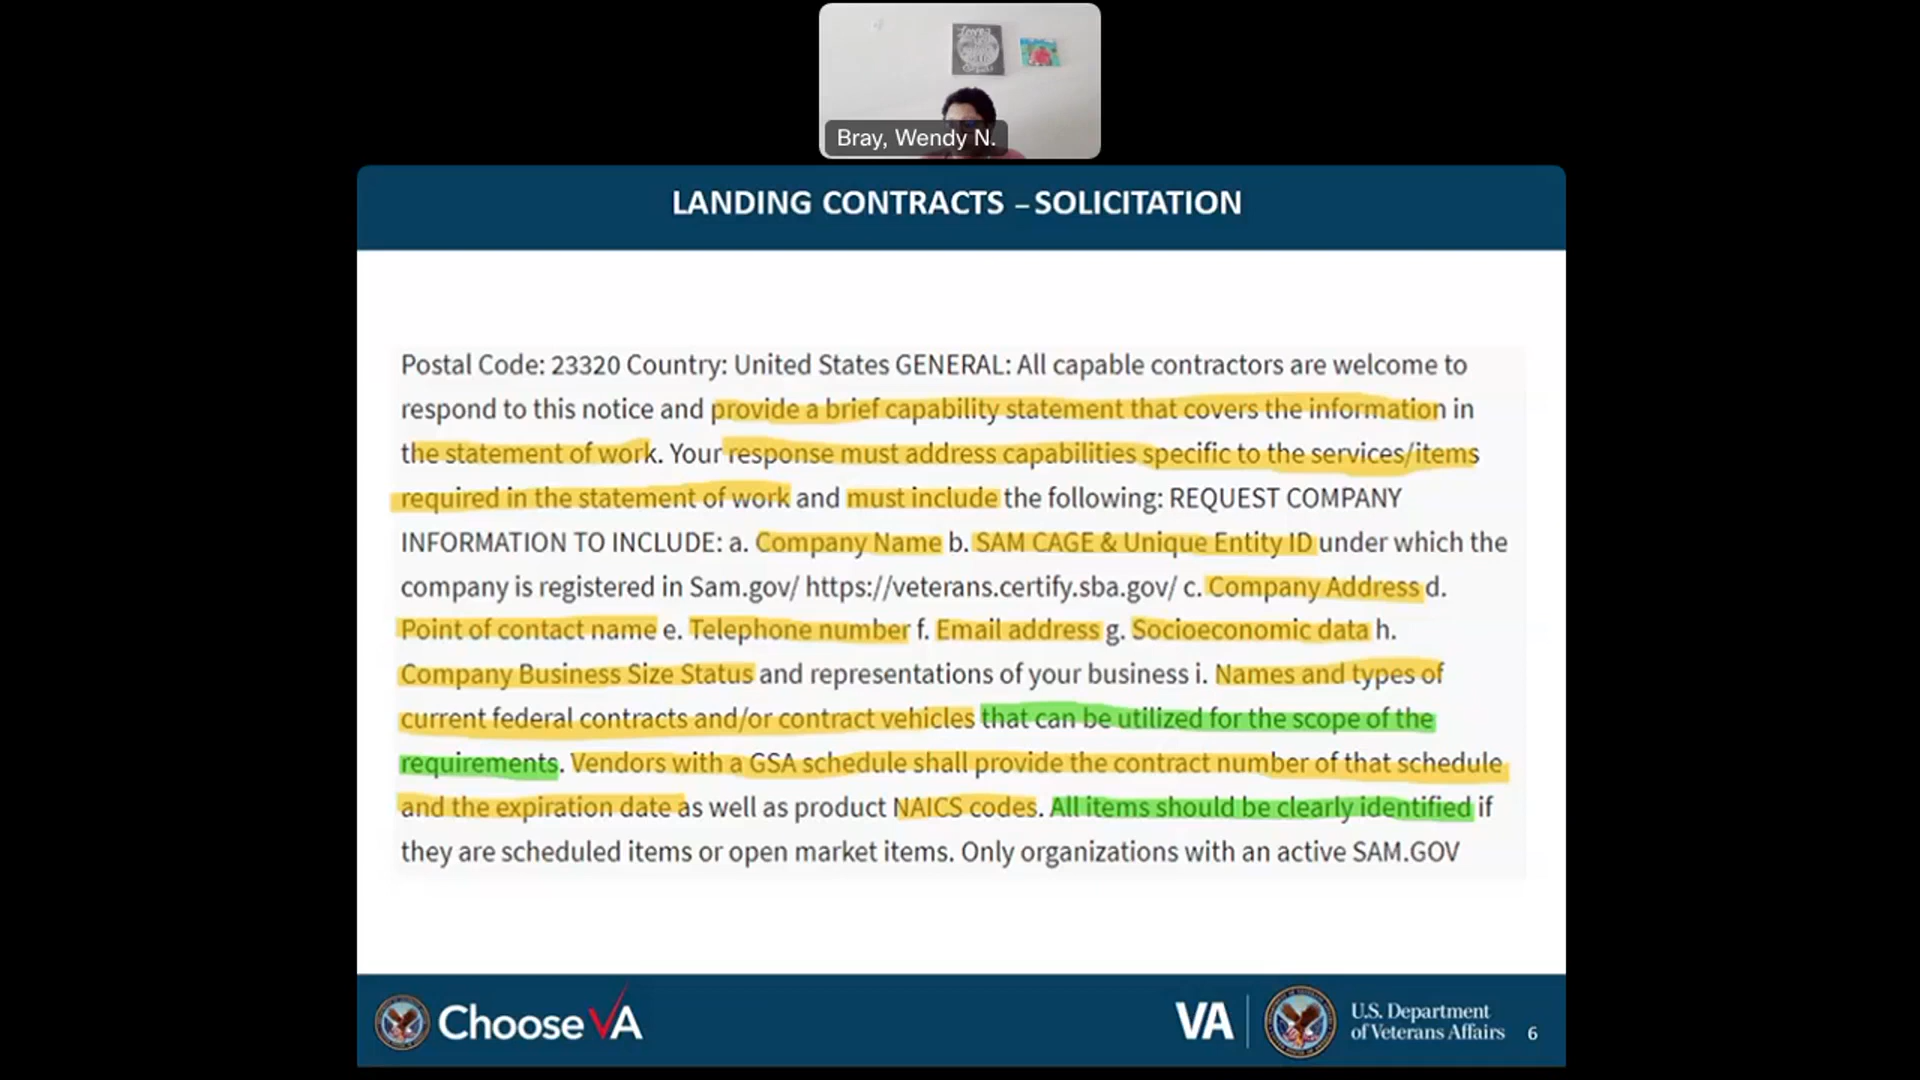 Love
Bray, Wendy N.
LANDING CONTRACTS – SOLICITATION
Postal Code: 23320 Country: United States GENERAL: All capable contractors are welcome to
respond to this notice and provide a brief capability statement that covers the information in
the statement of work. Your response must address capabilities specific to the services/items
required in the statement of work and must include the following: REQUEST COMPANY
INFORMATION TO INCLUDE: a. Company Name b. SAM CAGE & Unique Entity ID under which the
company is registered in Sam.gov/ https://veterans.certify.sba.gov/ c. Company Address d.
Point of contact name e. Telephone number f. Email address g. Socioeconomic data h.
Company Business Size Status and representations of your business i. Names and types of
current federal contracts and/or contract vehicles that can be utilized for the scope of the
requirements. Vendors with a GSA schedule shall provide the contract number of that schedule
and the expiration date as well as product NAICS codes. All items should be clearly identified if
they are scheduled items or open market items. Only organizations with an active SAM.GOV
Choose VA
VA
U.S. Department
of Veterans Affairs
6